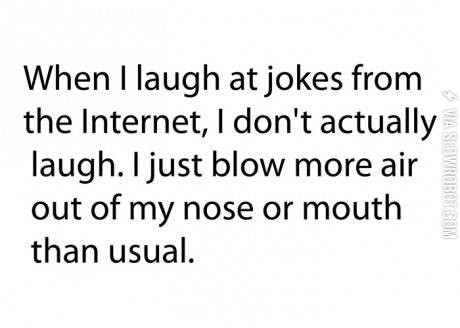 When I laugh at jokes from
the Internet, I don't actually
laugh. I just blow more air
out of my nose or mouth
than usual.
VIA SLOWROBOT.COM